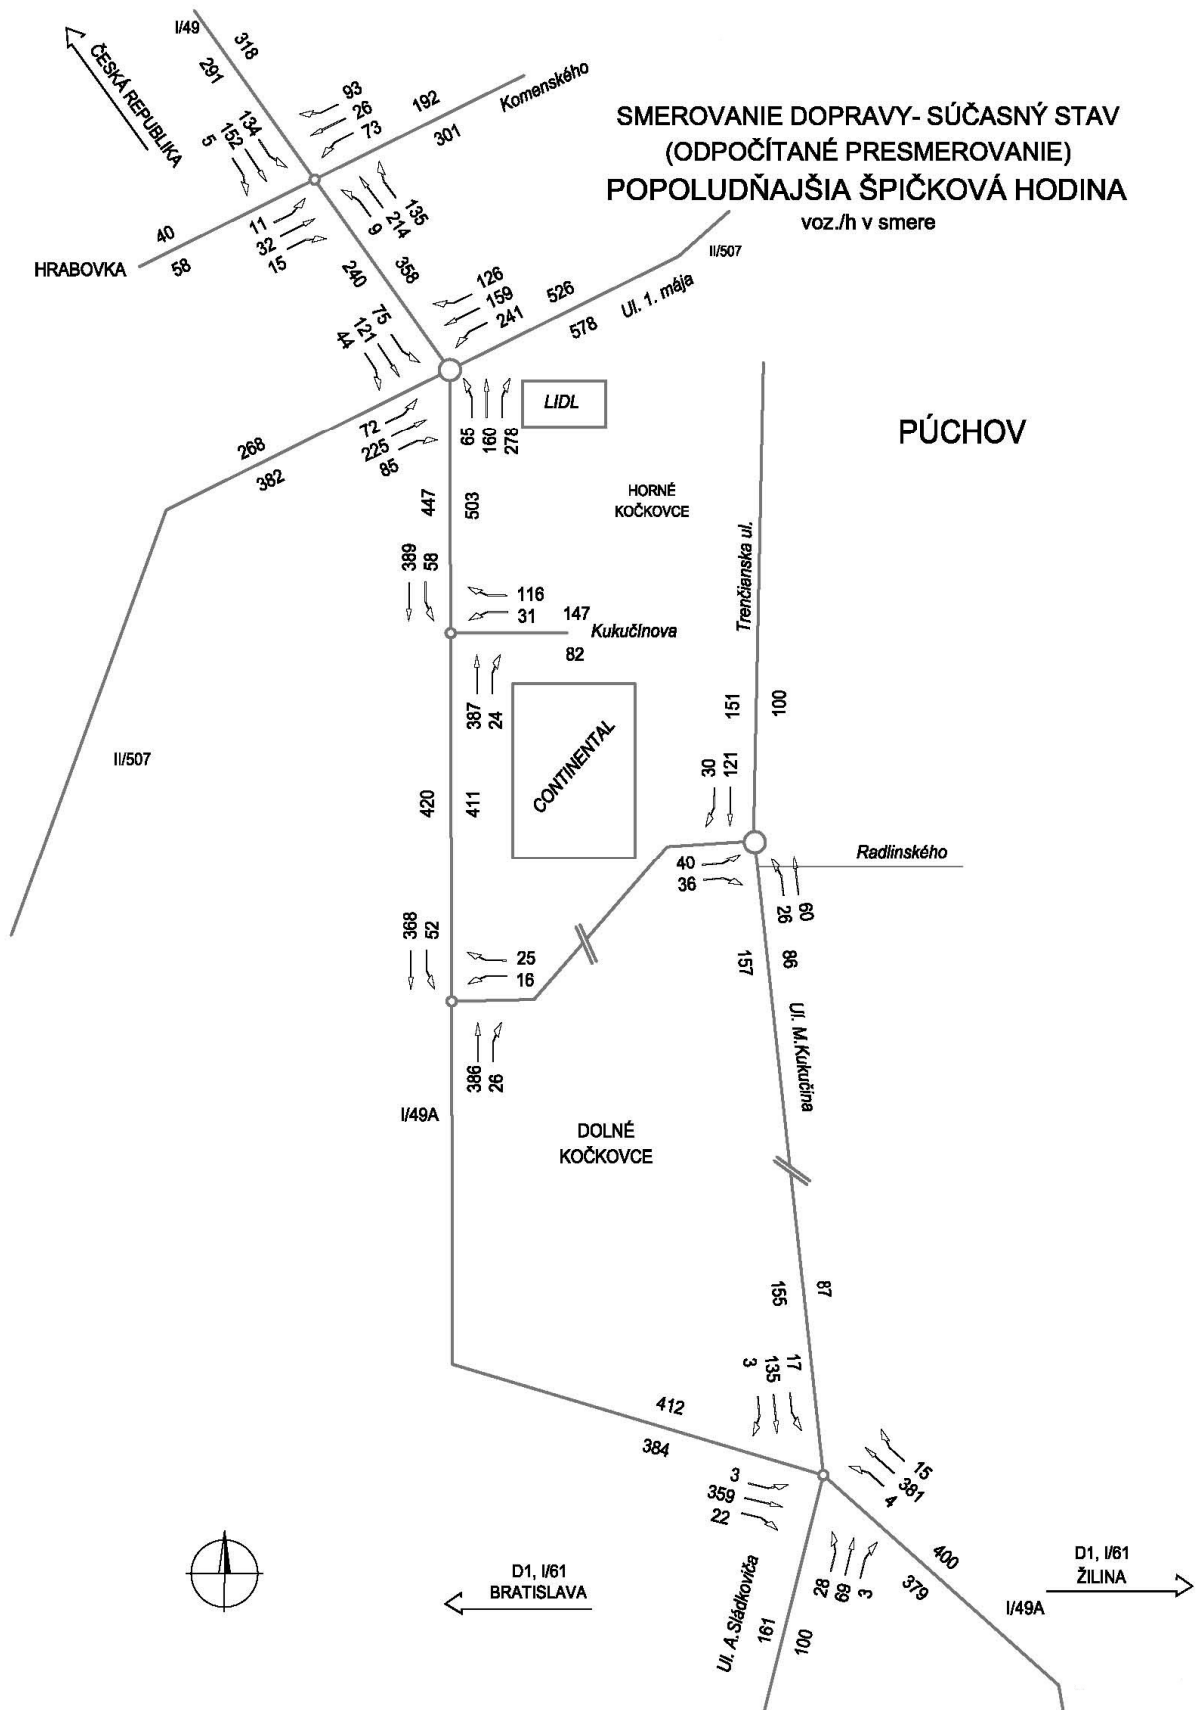 I/49
318
291
ČESKÁ REPUBLIKA
93
26
73
192
301
Komenského
134
152
5
SMEROVANIE DOPRAVY- SÚČASNÝ STAV
(ODPOČÍTANÉ PRESMEROVANIE)
POPOLUDŇAJŠIA ŠPIČKOVÁ HODINA
voz./h v smere
40
58
HRABOVKA
11
32
15
135
214
9
240
358
II/507
126
159
241
526
578
Ul. 1. mája
75
121
44
LIDL
PÚCHOV
72
225
85
65
160
278
268
382
447
503
HORNÉ
KOČKOVCE
389
58
116
31
147
Kukučínova
82
Trenčianska ul.
387
24
CONTINENTAL
151
100
II/507
420
411
30
121
40
36
Radlinského
26
60
368
52
25
16
157
86
Ul. M.Kukučína
386
26
I/49A
DOLNÉ
KOČKOVCE
155
87
3
135
17
412
384
3
359
22
15
381
4
D1, I/61
BRATISLAVA
Ul. A.Sládkoviča
161
100
28
69
3
400
379
I/49A
D1, I/61
ŽILINA